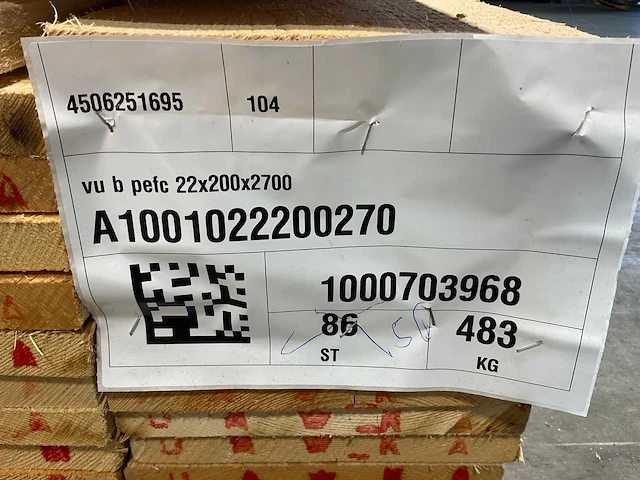 4506251695 104
vu b pefc 22x200x2700
A1001022200270
1000703968
86 50 483
ST KG